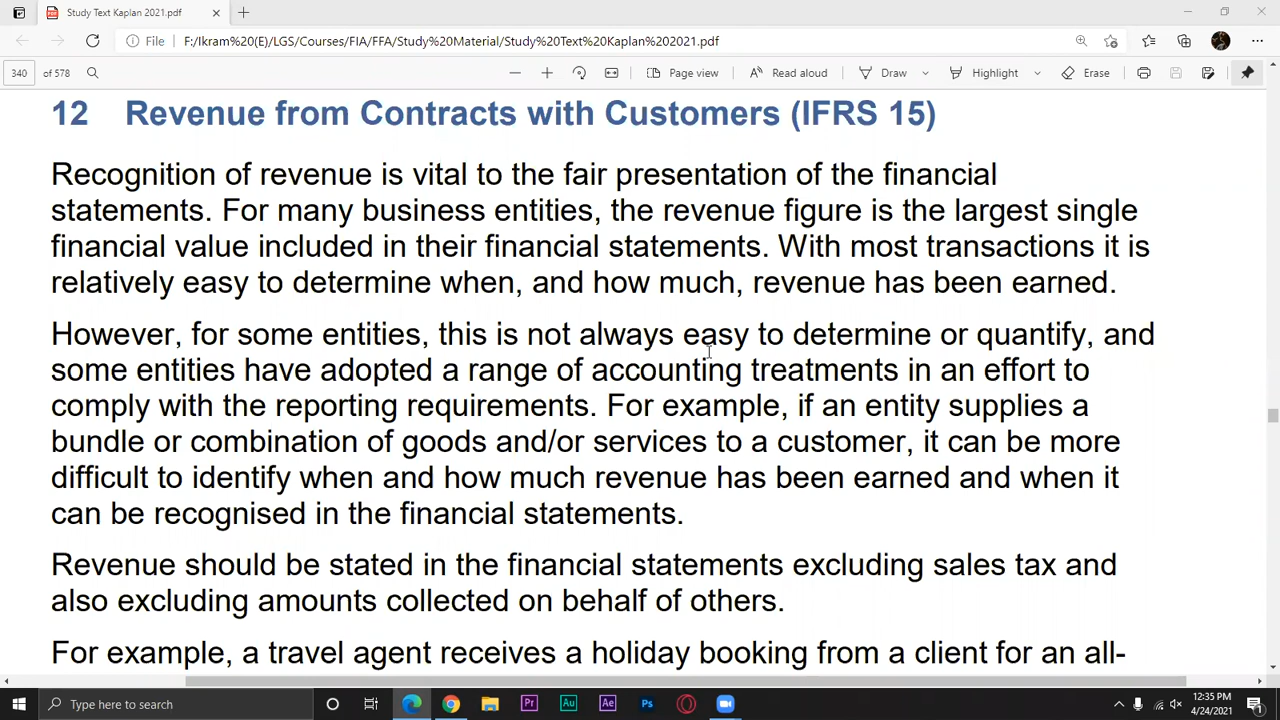 Study Text Kaplan 2021.pdf
File F:/Ikram%20(E)/LGS/Courses/FIA/FFA/Study%20Material/Study%20Text%20Kaplan%202021.pdf
340 of 578 Page view Read aloud Draw Highlight Erase
12 Revenue from Contracts with Customers (IFRS 15)
Recognition of revenue is vital to the fair presentation of the financial
statements. For many business entities, the revenue figure is the largest single
financial value included in their financial statements. With most transactions it is
relatively easy to determine when, and how much, revenue has been earned.
However, for some entities, this is not always easy to determine or quantify, and
some entities have adopted a range of accounting treatments in an effort to
comply with the reporting requirements. For example, if an entity supplies a
bundle or combination of goods and/or services to a customer, it can be more
difficult to identify when and how much revenue has been earned and when it
can be recognised in the financial statements.
Revenue should be stated in the financial statements excluding sales tax and
also excluding amounts collected on behalf of others.
For example, a travel agent receives a holiday booking from a client for an all-
Type here to search
Pr Au Ae Ps
12:35 PM
4/24/2021
1